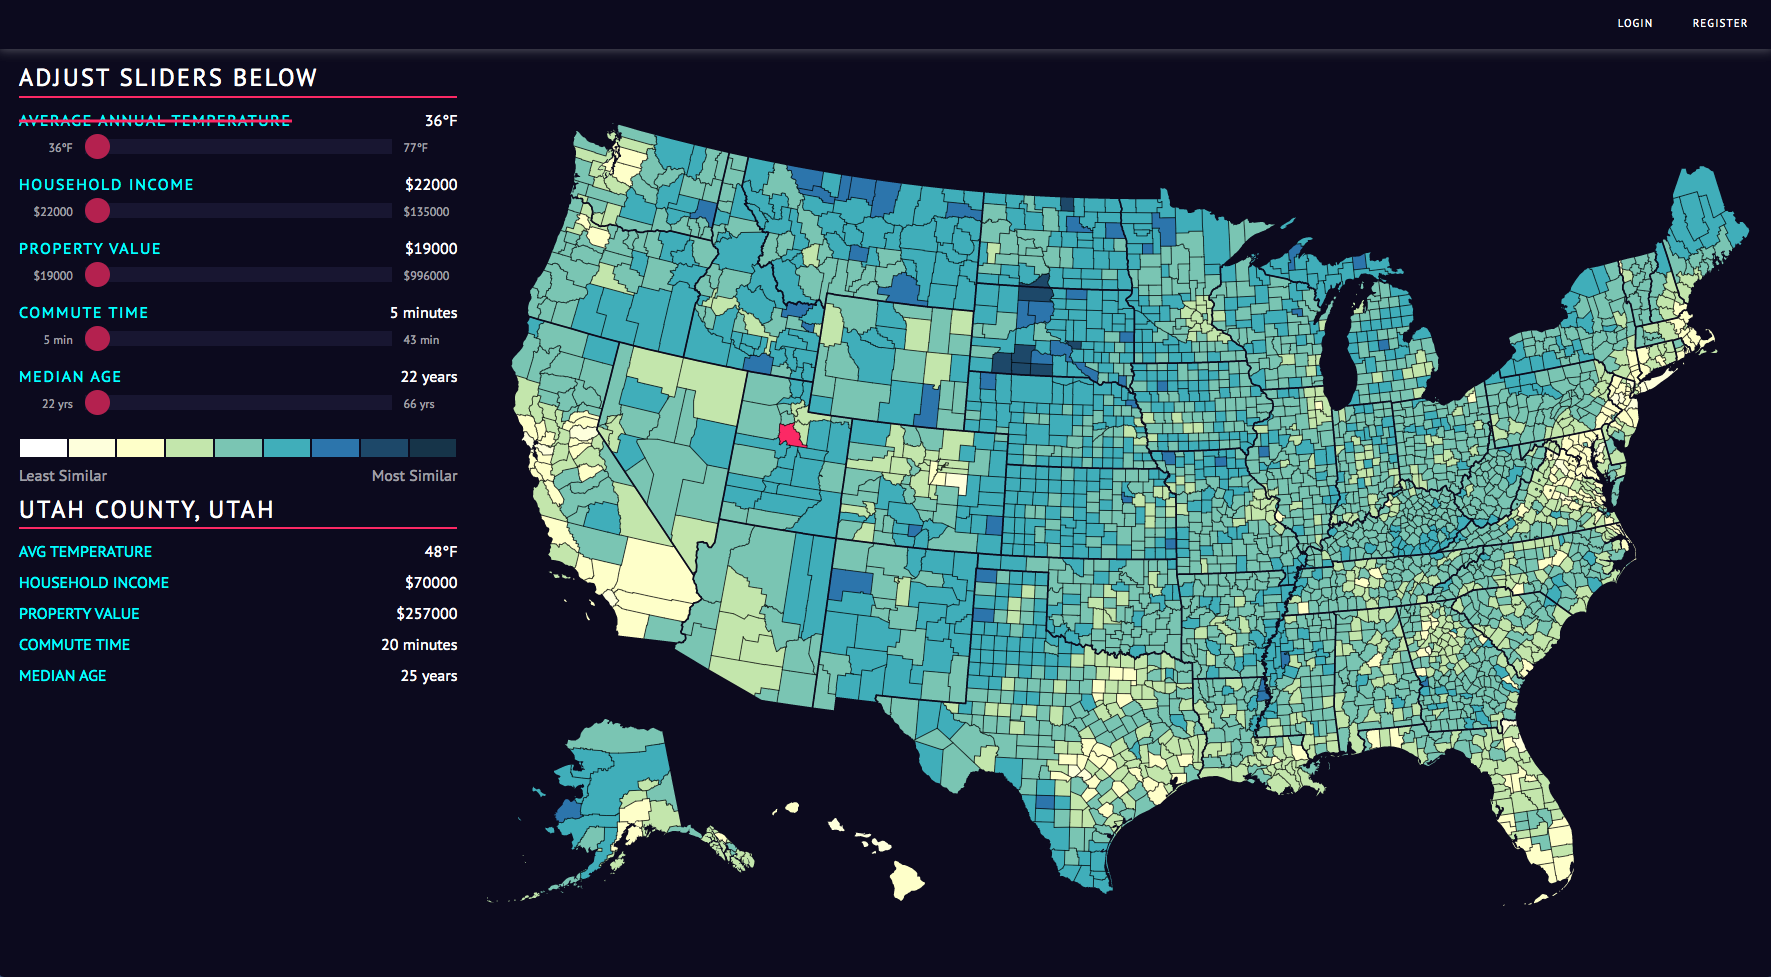 LOGIN REGISTER
ADJUST SLIDERS BELOW
AVERAGE ANNUAL TEMPERATURE 36°F
36°F 77°F
HOUSEHOLD INCOME $22000
$22000 $135000
PROPERTY VALUE $19000
$19000 $996000
COMMUTE TIME 5 minutes
5 min 43 min
MEDIAN AGE 22 years
22 yrs 66 yrs
Least Similar Most Similar
UTAH COUNTY, UTAH
AVG TEMPERATURE 48°F
HOUSEHOLD INCOME $70000
PROPERTY VALUE $257000
COMMUTE TIME 20 minutes
MEDIAN AGE 25 years